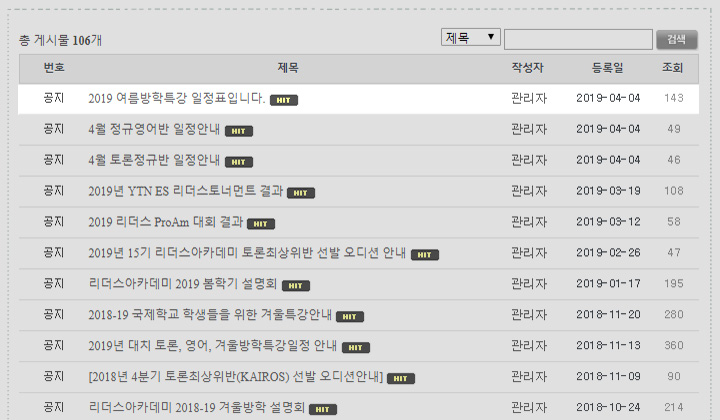 총 게시물 106개 제목 ▼ 검색
번호 제목 작성자 등록일 조회
공지 2019 여름방학특강 일정표입니다. HIT 관리자 2019-04-04 143
공지 4월 정규영어반 일정안내 HIT 관리자 2019-04-04 49
공지 4월 토론정규반 일정안내 HIT 관리자 2019-04-04 46
공지 2019년 YTN ES 리더스토너먼트 결과 HIT 관리자 2019-03-19 108
공지 2019 리더스 ProAm 대회 결과 HIT 관리자 2019-03-12 58
공지 2019년 15기 리더스아카데미 토론최상위반 선발 오디션 안내 HIT 관리자 2019-02-26 47
공지 리더스아카데미 2019 봄학기 설명회 HIT 관리자 2019-01-17 195
공지 2018-19 국제학교 학생들을 위한 겨울특강안내 HIT 관리자 2018-11-20 280
공지 2019년 대치 토론, 영어, 겨울방학특강일정 안내 HIT 관리자 2018-11-13 360
공지 [2018년 4분기 토론최상위반(KAIROS) 선발 오디션안내] HIT 관리자 2018-11-09 90
공지 리더스아카데미 2018-19 겨울방학 설명회 HIT 관리자 2018-10-24 214